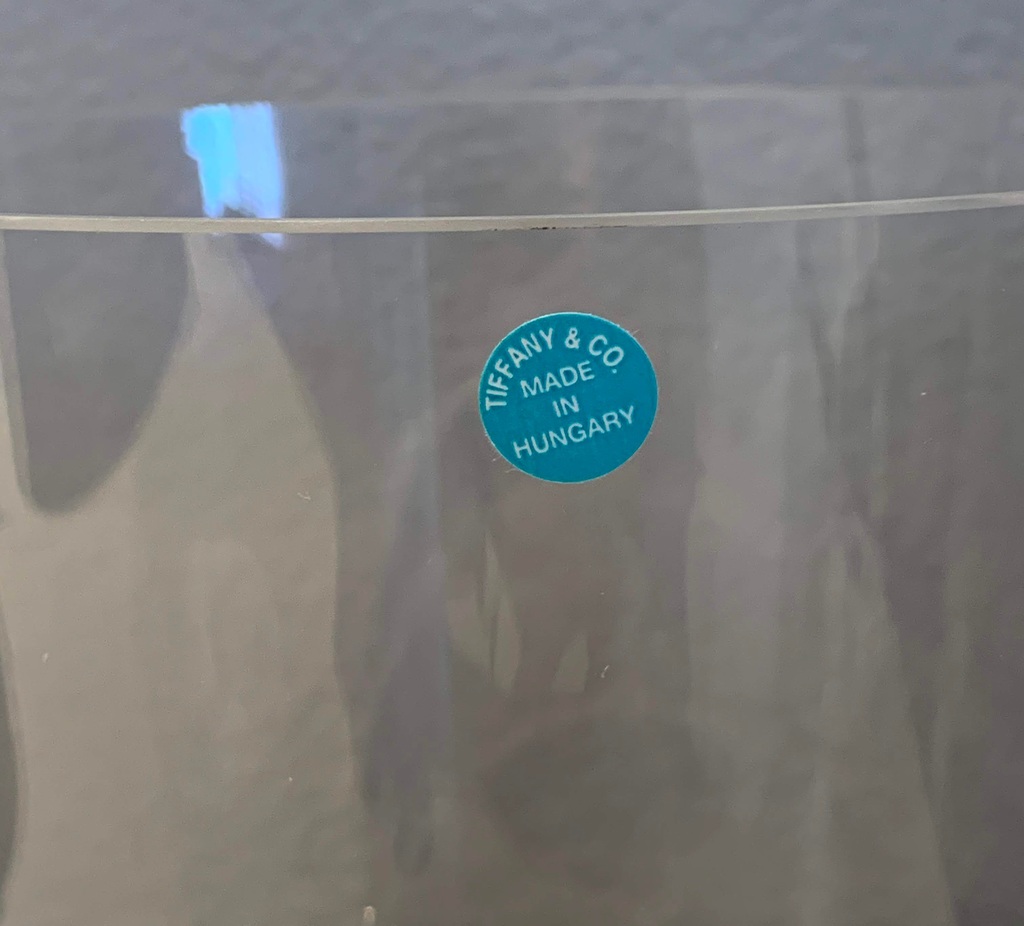 TIFFANY & CO.
MADE
IN
HUNGARY